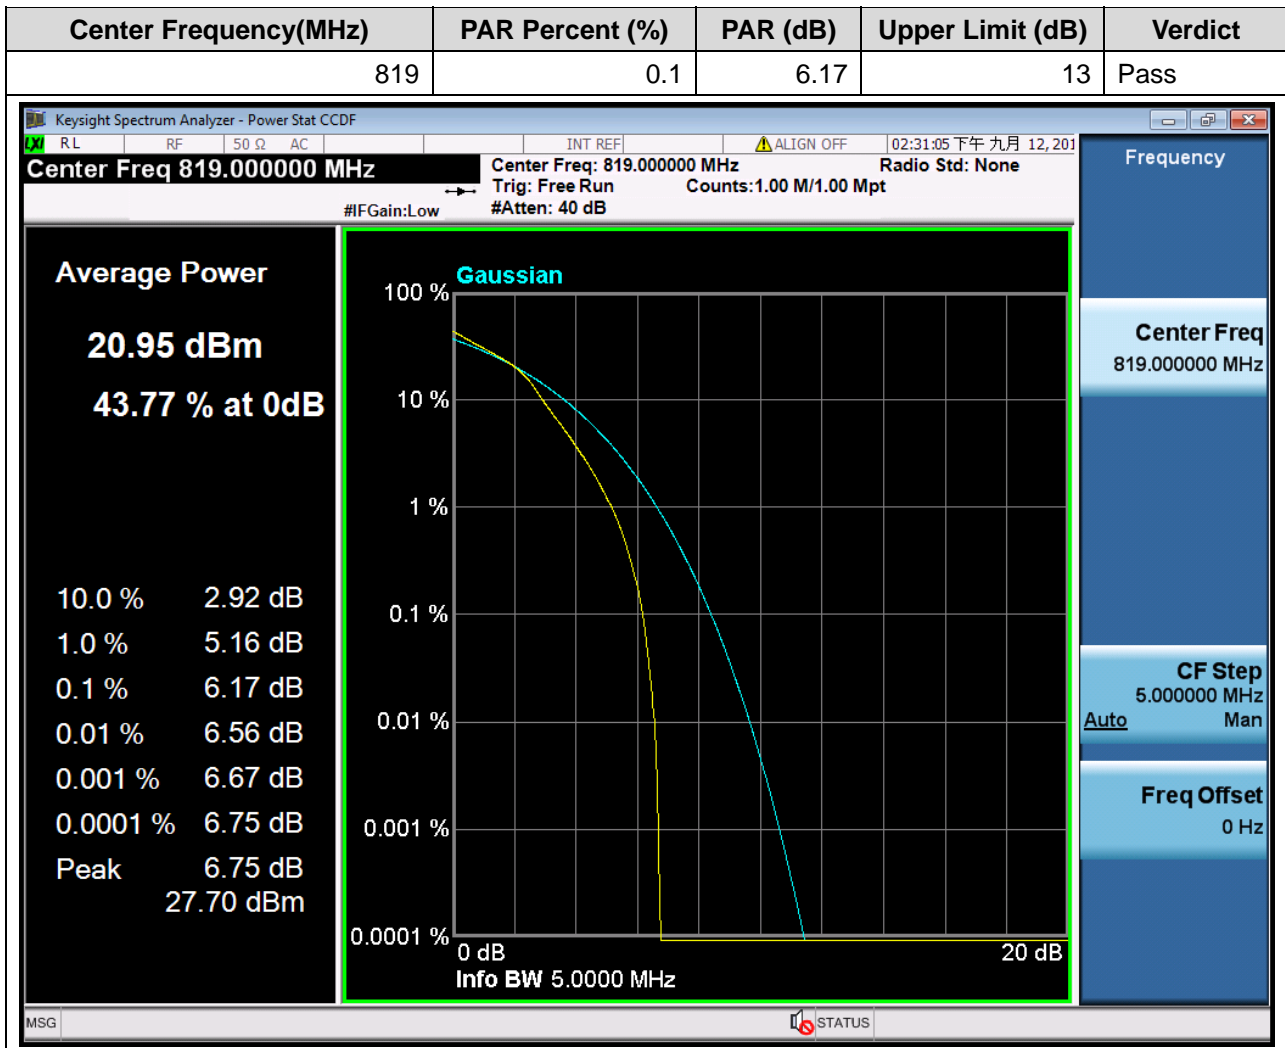 Center Frequency(MHz) PAR Percent (%) PAR (dB) Upper Limit (dB) Verdict
819 0.1 6.17 13 Pass
Keysight Spectrum Analyzer - Power Stat CCDF
LXI RL RF 50 Ω AC INT REF ALIGN OFF 02:31:05 下午 九月 12, 201
Center Freq 819.000000 MHz
Center Freq: 819.000000 MHz Radio Std: None
Trig: Free Run Counts:1.00 M/1.00 Mpt
#IFGain:Low #Atten: 40 dB
Average Power
20.95 dBm
43.77 % at 0dB
10.0 % 2.92 dB
1.0 % 5.16 dB
0.1 % 6.17 dB
0.01 % 6.56 dB
0.001 % 6.67 dB
0.0001 % 6.75 dB
Peak 6.75 dB
27.70 dBm
Gaussian
100 %
10 %
1 %
0.1 %
0.01 %
0.001 %
0.0001 %
0 dB 20 dB
Info BW 5.0000 MHz
Frequency
Center Freq
819.000000 MHz
CF Step
5.000000 MHz
Auto Man
Freq Offset
0 Hz
MSG STATUS